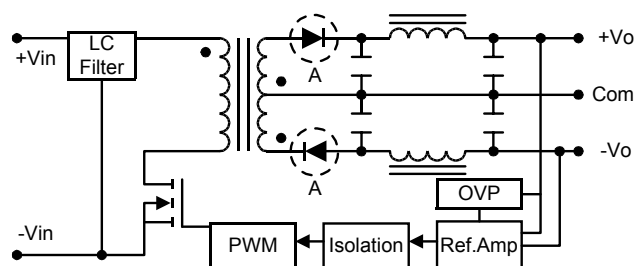 LC
Filter
+Vin
A
+Vo
Com
-Vo
A
OVP
-Vin
PWM
Isolation
Ref.Amp